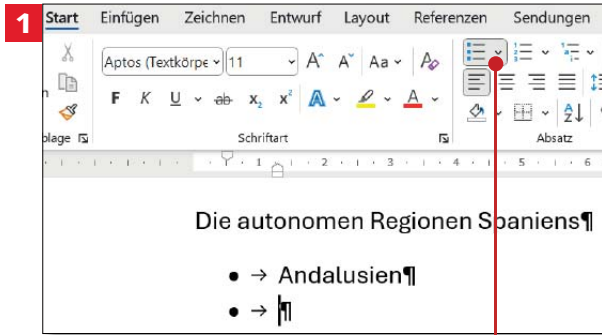 1
Start Einfügen Zeichnen Entwurf Layout Referenzen Sendungen
Aptos (Textkörpe 11 A A Aa A
F K U ab x₂ x² A A
blage Schriftart Absatz
1 2 3 4 5 6
Die autonomen Regionen Spaniens¶
• → Andalusien¶
• → ¶